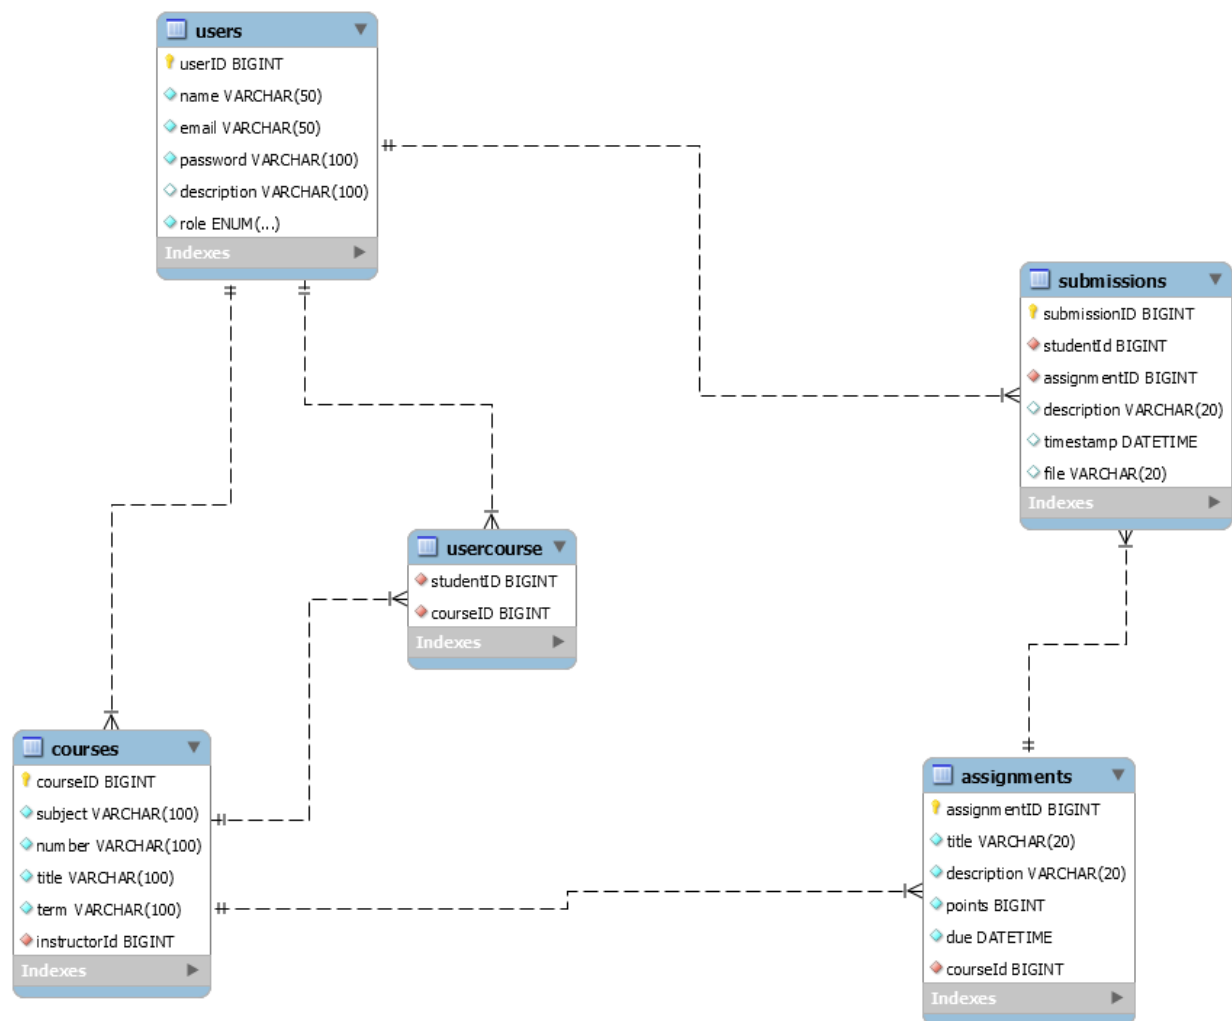 users
userID BIGINT
name VARCHAR(50)
email VARCHAR(50)
password VARCHAR(100)
description VARCHAR(100)
role ENUM(...)
Indexes
submissions
submissionID BIGINT
studentId BIGINT
assignmentID BIGINT
description VARCHAR(20)
timestamp DATETIME
file VARCHAR(20)
Indexes
usercourse
studentID BIGINT
courseID BIGINT
Indexes
courses
courseID BIGINT
subject VARCHAR(100)
number VARCHAR(100)
title VARCHAR(100)
term VARCHAR(100)
instructorId BIGINT
Indexes
assignments
assignmentID BIGINT
title VARCHAR(20)
description VARCHAR(20)
points BIGINT
due DATETIME
courseId BIGINT
Indexes